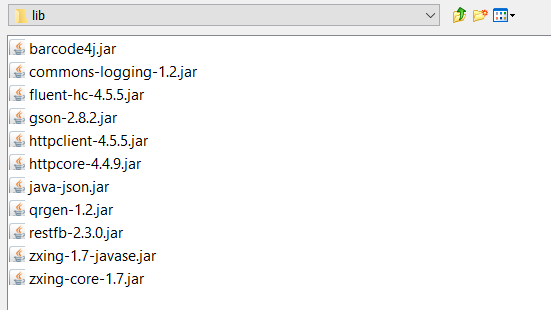 lib
barcode4j.jar
commons-logging-1.2.jar
fluent-hc-4.5.5.jar
gson-2.8.2.jar
httpclient-4.5.5.jar
httpcore-4.4.9.jar
java-json.jar
qrgen-1.2.jar
restfb-2.3.0.jar
zxing-1.7-javase.jar
zxing-core-1.7.jar